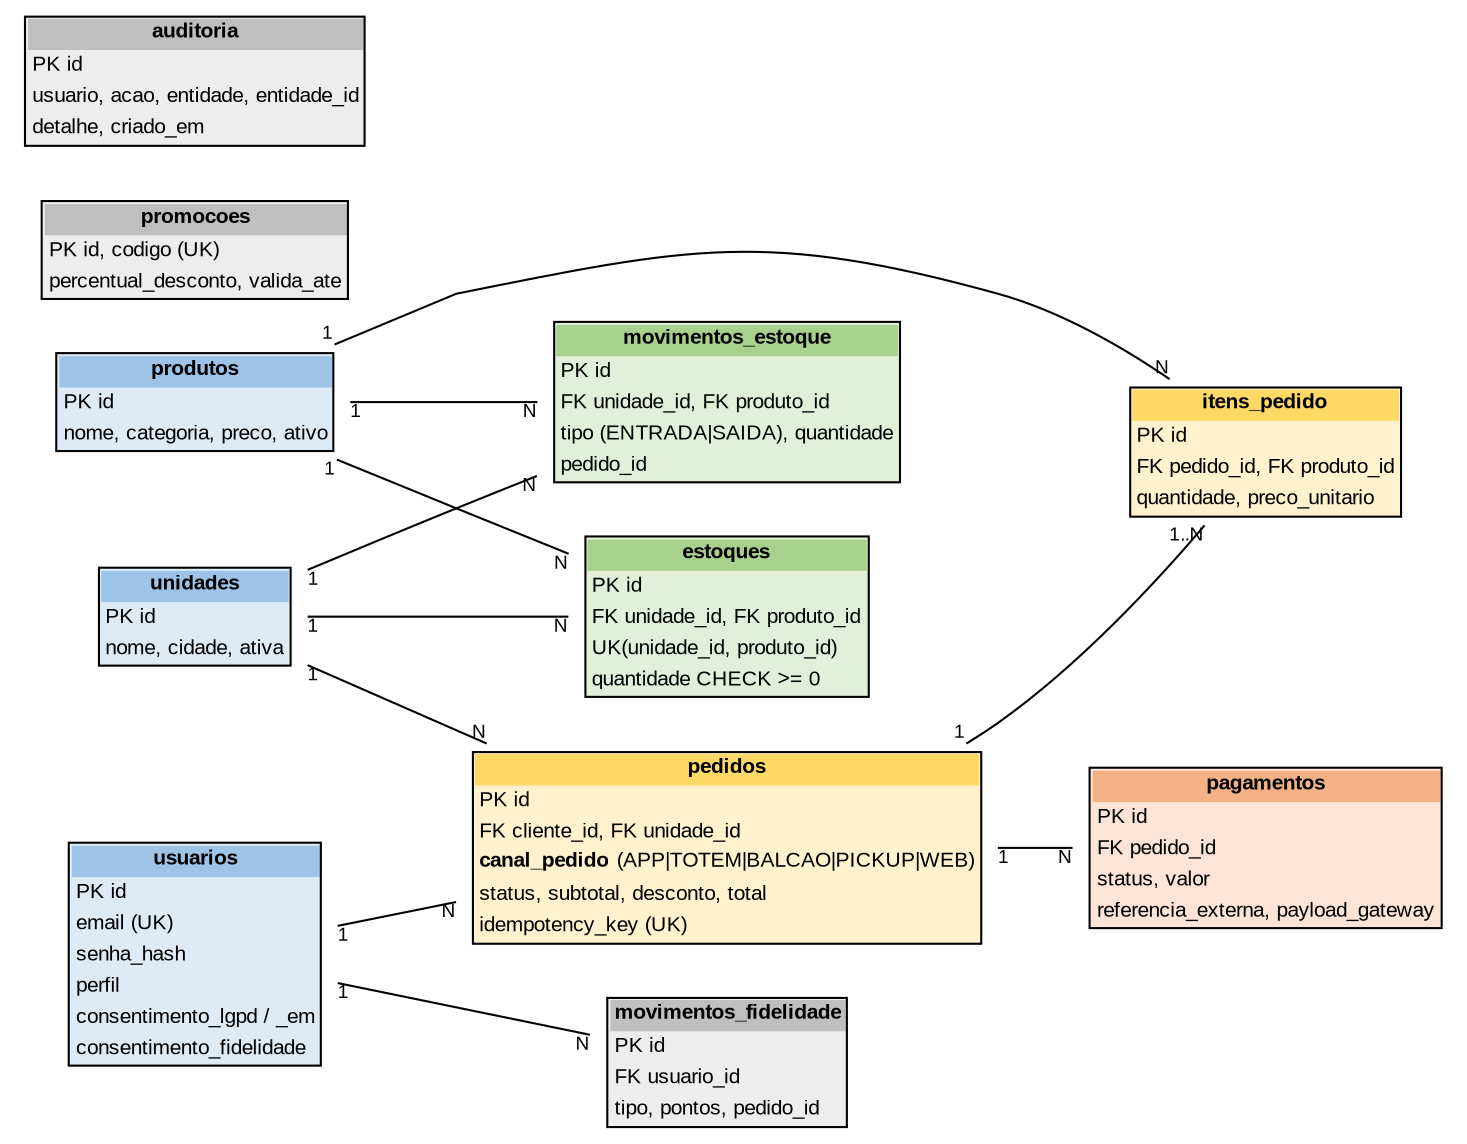 auditoria
PK id
usuario, acao, entidade, entidade_id
detalhe, criado_em
promocoes
PK id, codigo (UK)
percentual_desconto, valida_ate
produtos
PK id
nome, categoria, preco, ativo
1
N
1
N
1
N
movimentos_estoque
PK id
FK unidade_id, FK produto_id
tipo (ENTRADA|SAIDA), quantidade
pedido_id
itens_pedido
PK id
FK pedido_id, FK produto_id
quantidade, preco_unitario
unidades
PK id
nome, cidade, ativa
1
N
1
N
1
N
estoques
PK id
FK unidade_id, FK produto_id
UK(unidade_id, produto_id)
quantidade CHECK >= 0
1..N
1
pedidos
PK id
FK cliente_id, FK unidade_id
canal_pedido (APP|TOTEM|BALCAO|PICKUP|WEB)
status, subtotal, desconto, total
idempotency_key (UK)
1
N
pagamentos
PK id
FK pedido_id
status, valor
referencia_externa, payload_gateway
usuarios
PK id
email (UK)
senha_hash
perfil
consentimento_lgpd / _em
consentimento_fidelidade
1
N
1
N
movimentos_fidelidade
PK id
FK usuario_id
tipo, pontos, pedido_id